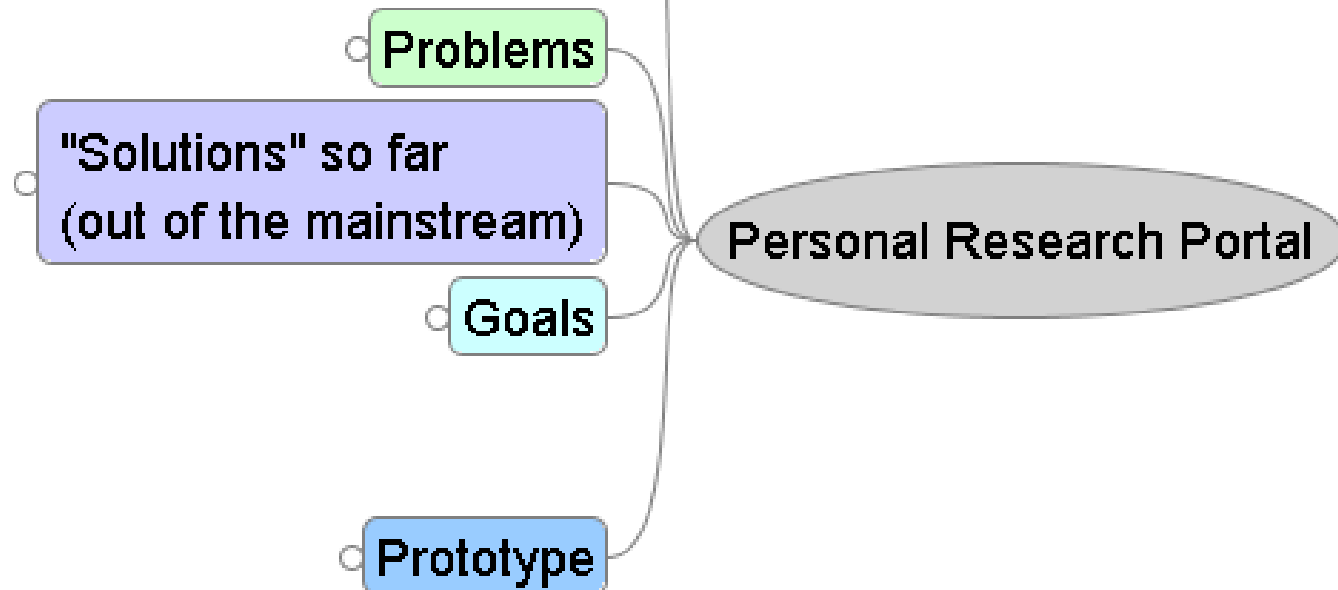 Problems
"Solutions" so far
(out of the mainstream)
Personal Research Portal
Goals
Prototype